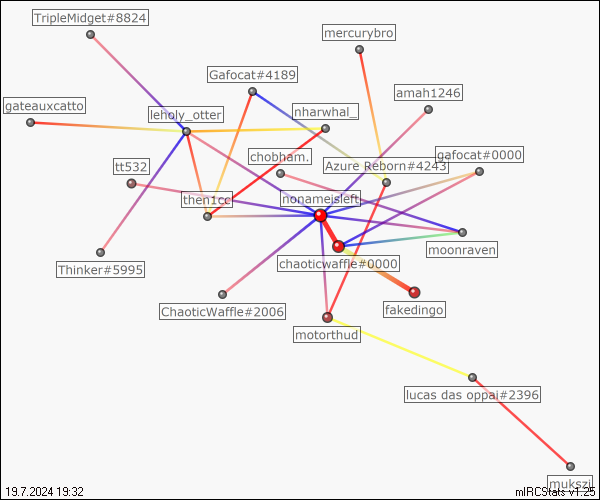 TripleMidget#8824
mercurybro
Gafocat#4189
amah1246
gateauxcatto
leholy_otter
nharwhal_
chobham.
gafocat#0000
tt532
Azure Reborn#4243
then1cc
nonameisleft
moonraven
Thinker#5995
chaoticwaffle#0000
ChaoticWaffle#2006
fakedingo
motorthud
lucas das oppai#2396
mukszi
19.7.2024 19:32
mIRCStats v1.25